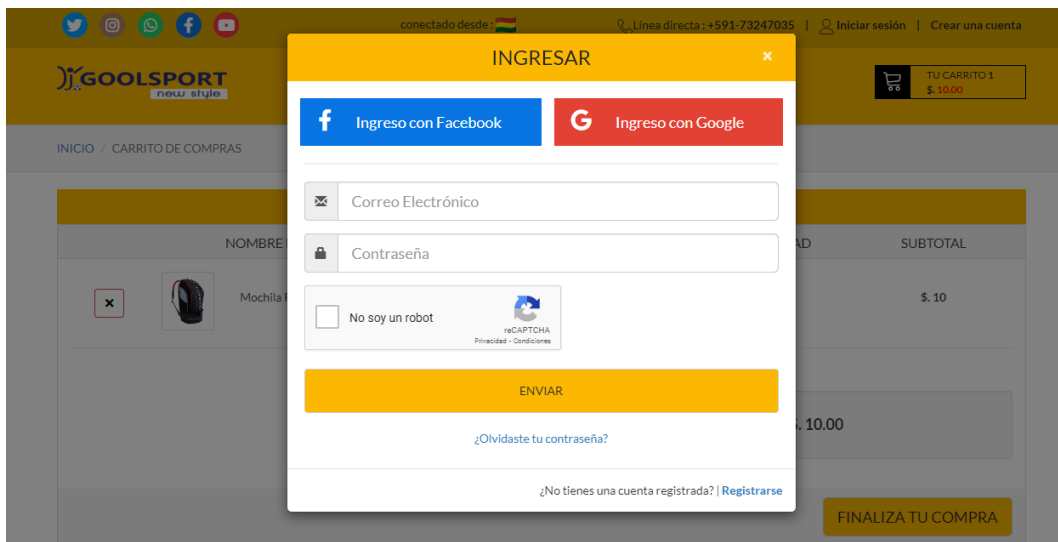 conectado desde :
Línea directa : +591-73247035 | Iniciar sesión | Crear una cuenta
GOOLSPORT
new style
TU CARRITO 1
$. 10.00
INGRESAR ×
Ingreso con Facebook
Ingreso con Google
INICIO / CARRITO DE COMPRAS
Correo Electrónico
NOMBRE
AD
SUBTOTAL
Contraseña
Mochila
$. 10
No soy un robot
reCAPTCHA
Privacidad - Condiciones
ENVIAR
¿Olvidaste tu contraseña?
. 10.00
¿No tienes una cuenta registrada? | Registrarse
FINALIZA TU COMPRA